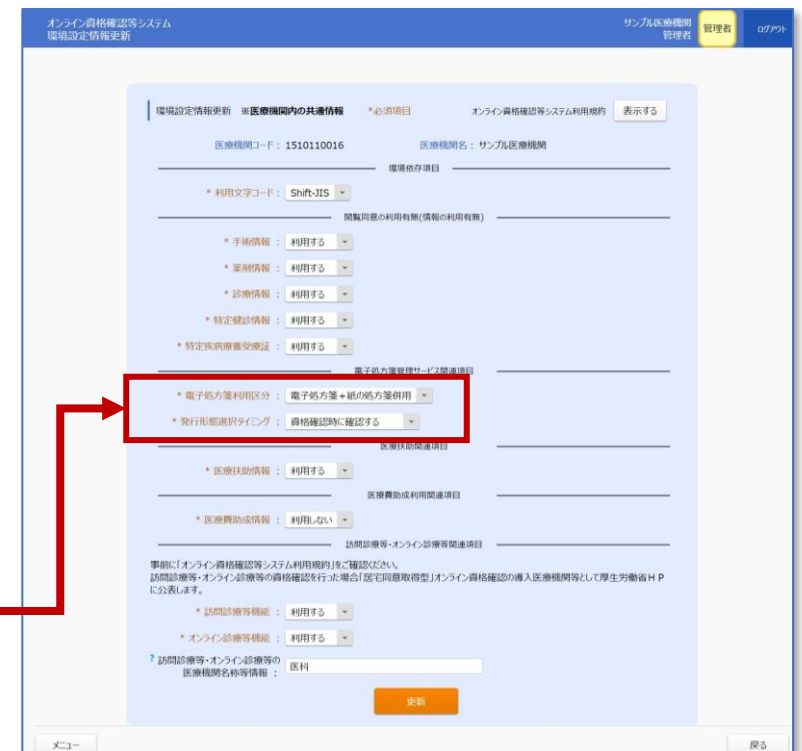 オンライン資格確認等システム
環境設定情報更新
サンプル医療機関
管理者
管理者
ログアウト
環境設定情報更新 ※医療機関内の共通情報 *必須項目 オンライン資格確認等システム利用規約 表示する
医療機関コード： 1510110016 医療機関名： サンプル医療機関
環境依存項目
* 利用文字コード： Shift-JIS
閲覧同意の利用有無(情報の利用有無)
* 手術情報 ： 利用する
* 薬剤情報 ： 利用する
* 診療情報 ： 利用する
* 特定健診情報 ： 利用する
* 特定疾病療養受療証 ： 利用する
電子処方箋管理サービス関連項目
* 電子処方箋利用区分 ： 電子処方箋+紙の処方箋併用
* 発行形態選択タイミング ： 資格確認時に確認する
医療扶助関連項目
* 医療扶助情報 ： 利用する
医療費助成利用関連項目
* 医療費助成情報 ： 利用しない
訪問診療等・オンライン診療等関連項目
事前に「オンライン資格確認等システム利用規約」をご確認ください。
訪問診療等・オンライン診療等の資格確認を行った場合「居宅同意取得型」オンライン資格確認の導入医療機関等として厚生労働省HP
に公表します。
* 訪問診療等機能 ： 利用する
* オンライン診療等機能 ： 利用する
? 訪問診療等・オンライン診療等の
医療機関名称等情報 ： 医科
更新
メニュー
戻る